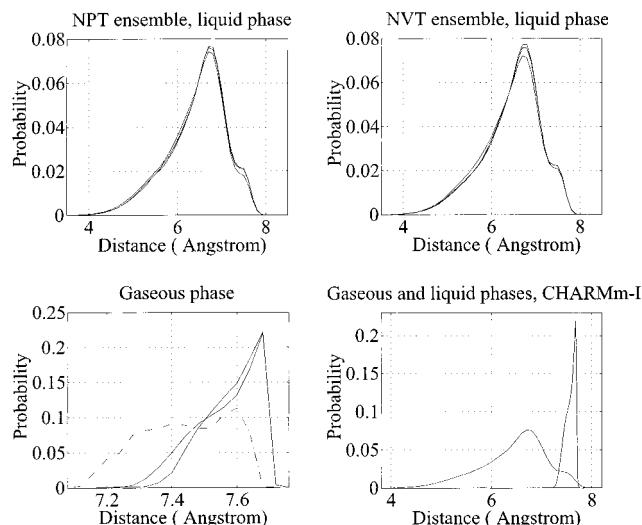 NPT ensemble, liquid phase
0.08
0.06
0.04
0.02
0
Probability
4 6 8
Distance ( Angstrom)
NVT ensemble, liquid phase
0.08
0.06
0.04
0.02
0
Probability
4 6 8
Distance ( Angstrom)
Gaseous phase
0.25
0.2
0.15
0.1
0.05
0
Probability
7.2 7.4 7.6
Distance ( Angstrom)
Gaseous and liquid phases, CHARMm-I
0.2
0.15
0.1
0.05
0
Probability
4 6 8
Distance ( Angstrom)